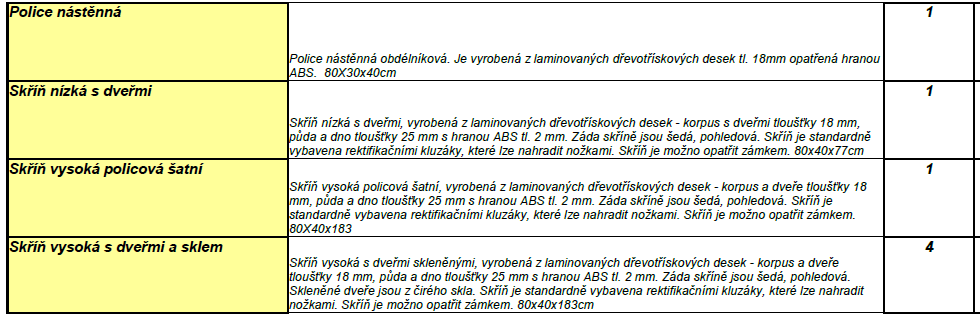 Police nástěnná
1
Police nástěnná obdélníková. Je vyrobená z laminovaných dřevotřískových desek tl. 18mm opatřená hranou
ABS.  80X30x40cm
Skříň nízká s dveřmi
1
Skříň nízká s dveřmi, vyrobená z laminovaných dřevotřískových desek - korpus s dveřmi tloušťky 18 mm,
půda a dno tloušťky 25 mm s hranou ABS tl. 2 mm. Záda skříně jsou šedá, pohledová. Skříň je standardně
vybavena rektifikačními kluzáky, které lze nahradit nožkami. Skříň je možno opatřit zámkem. 80x40x77cm
Skříň vysoká policová šatní
1
Skříň vysoká policová šatní, vyrobená z laminovaných dřevotřískových desek - korpus a dveře tloušťky 18
mm, půda a dno tloušťky 25 mm s hranou ABS tl. 2 mm. Záda skříně jsou šedá, pohledová. Skříň je
standardně vybavena rektifikačními kluzáky, které lze nahradit nožkami. Skříň je možno opatřit zámkem.
80X40x183
Skříň vysoká s dveřmi a sklem
4
Skříň vysoká s dveřmi skleněnými, vyrobená z laminovaných dřevotřískových desek - korpus a dveře
tloušťky 18 mm, půda a dno tloušťky 25 mm s hranou ABS tl. 2 mm. Záda skříně jsou šedá, pohledová.
Skleněné dveře jsou z čirého skla. Skříň je standardně vybavena rektifikačními kluzáky, které lze nahradit
nožkami. Skříň je možno opatřit zámkem. 80x40x183cm